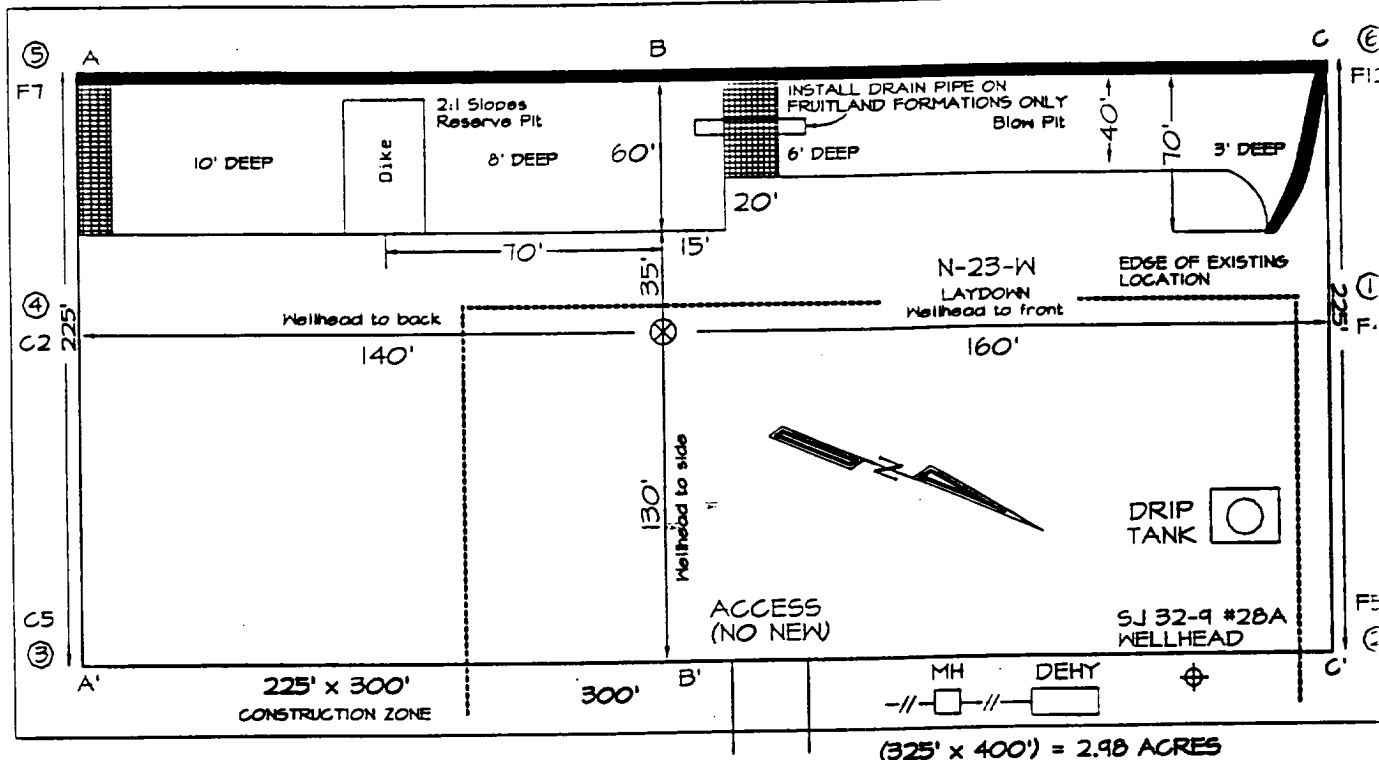 ⑤ A B C ⑥
F7
2:1 Slopes
Reserve Pit
INSTALL DRAIN PIPE ON
FRUITLAND FORMATIONS ONLY
Blow Pit
10' DEEP
Dike
8' DEEP
60'
6' DEEP
40'
70'
3' DEEP
20'
70'
15'
35'
N-23-W
LAYDOWN
Wellhead to front
EDGE OF EXISTING
LOCATION
④
C2
225'
Wellhead to back
140'
160'
225'
①
130'
Wellhead to side
N
DRIP
TANK
ACCESS
(NO NEW)
SJ 32-9 #28A
WELLHEAD
C5
③
A'
225' x 300'
CONSTRUCTION ZONE
300'
B'
MH
DEHY
C'
(325' x 400') = 2.98 ACRES